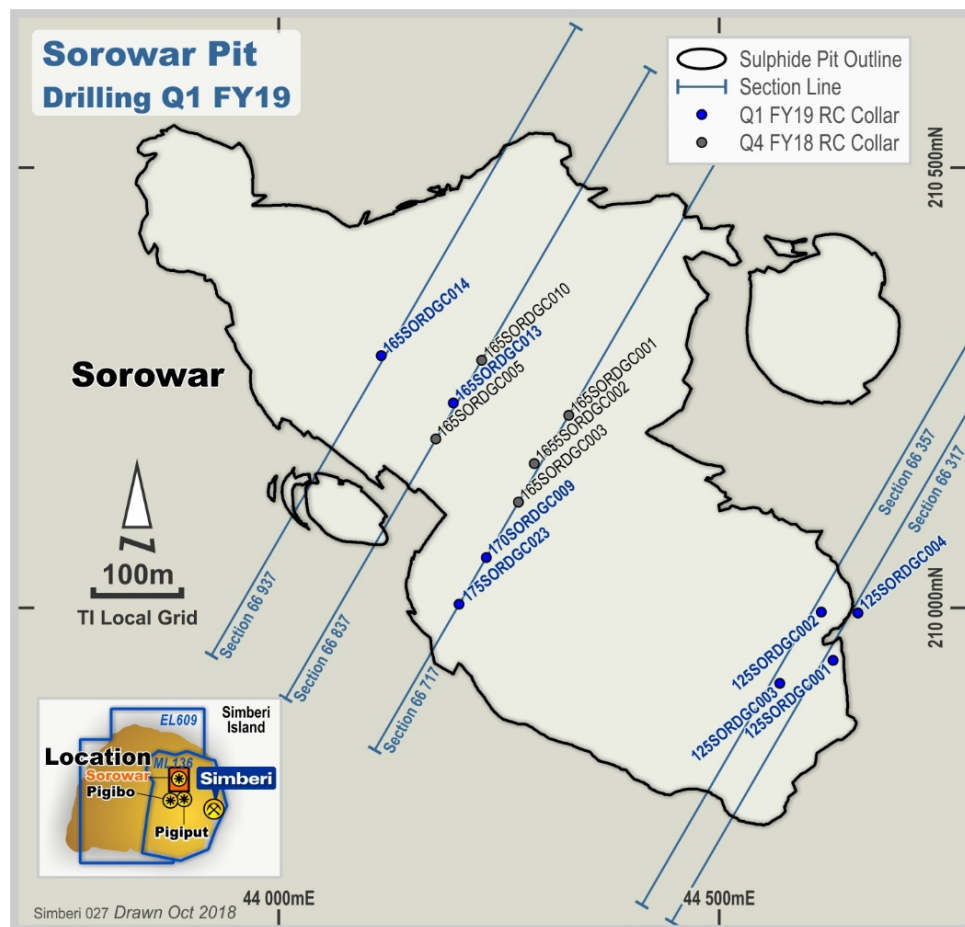 Sorowar Pit
Drilling Q1 FY19
Sulphide Pit Outline
Section Line
Q1 FY19 RC Collar
Q4 FY18 RC Collar
210 500mN
165SORDGC014
165SORDGC010
165SORDGC013
165SORDGC005
Sorowar
165SORDGC001
1655SORDGC002
165SORDGC003
170SORDGC009
175SORDGC023
Section 66 357
Section 66 317
125SORDGC004
125SORDGC002
125SORDGC001
125SORDGC003
210 000mN
N
100m
TI Local Grid
Section 66 937
Section 66 837
Section 66 717
EL609
Simberi
Island
Location
ML136
Sorowar
Simberi
Pigibo
Pigiput
44 000mE
44 500mE
Simberi 027 Drawn Oct 2018